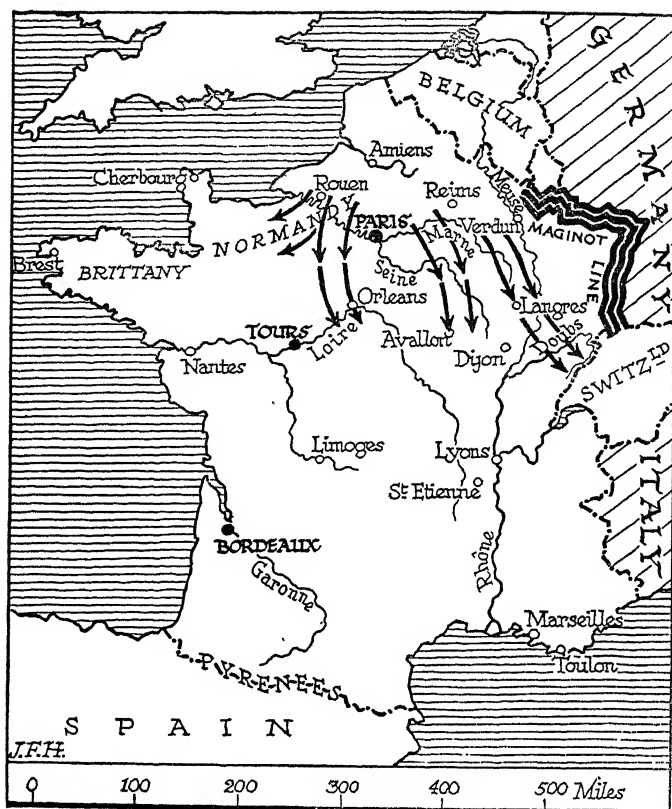 GERMANY
BELGIUM
Amiens
Cherbourg
Rouen
Reims
Meuse
NORMANDY
PARIS
Marne
Verdun
MAGINOT
LINE
Brest
BRITTANY
Seine
Orleans
Langres
TOURS
Loire
Avallon
Doubs
Nantes
Dijon
SWITZLD
Limoges
Lyons
ITALY
St Etienne
BORDEAUX
Garonne
Rhône
Marseilles
Toulon
PYRENEES
SPAIN
J.F.H.
0 100 200 300 400 500 Miles